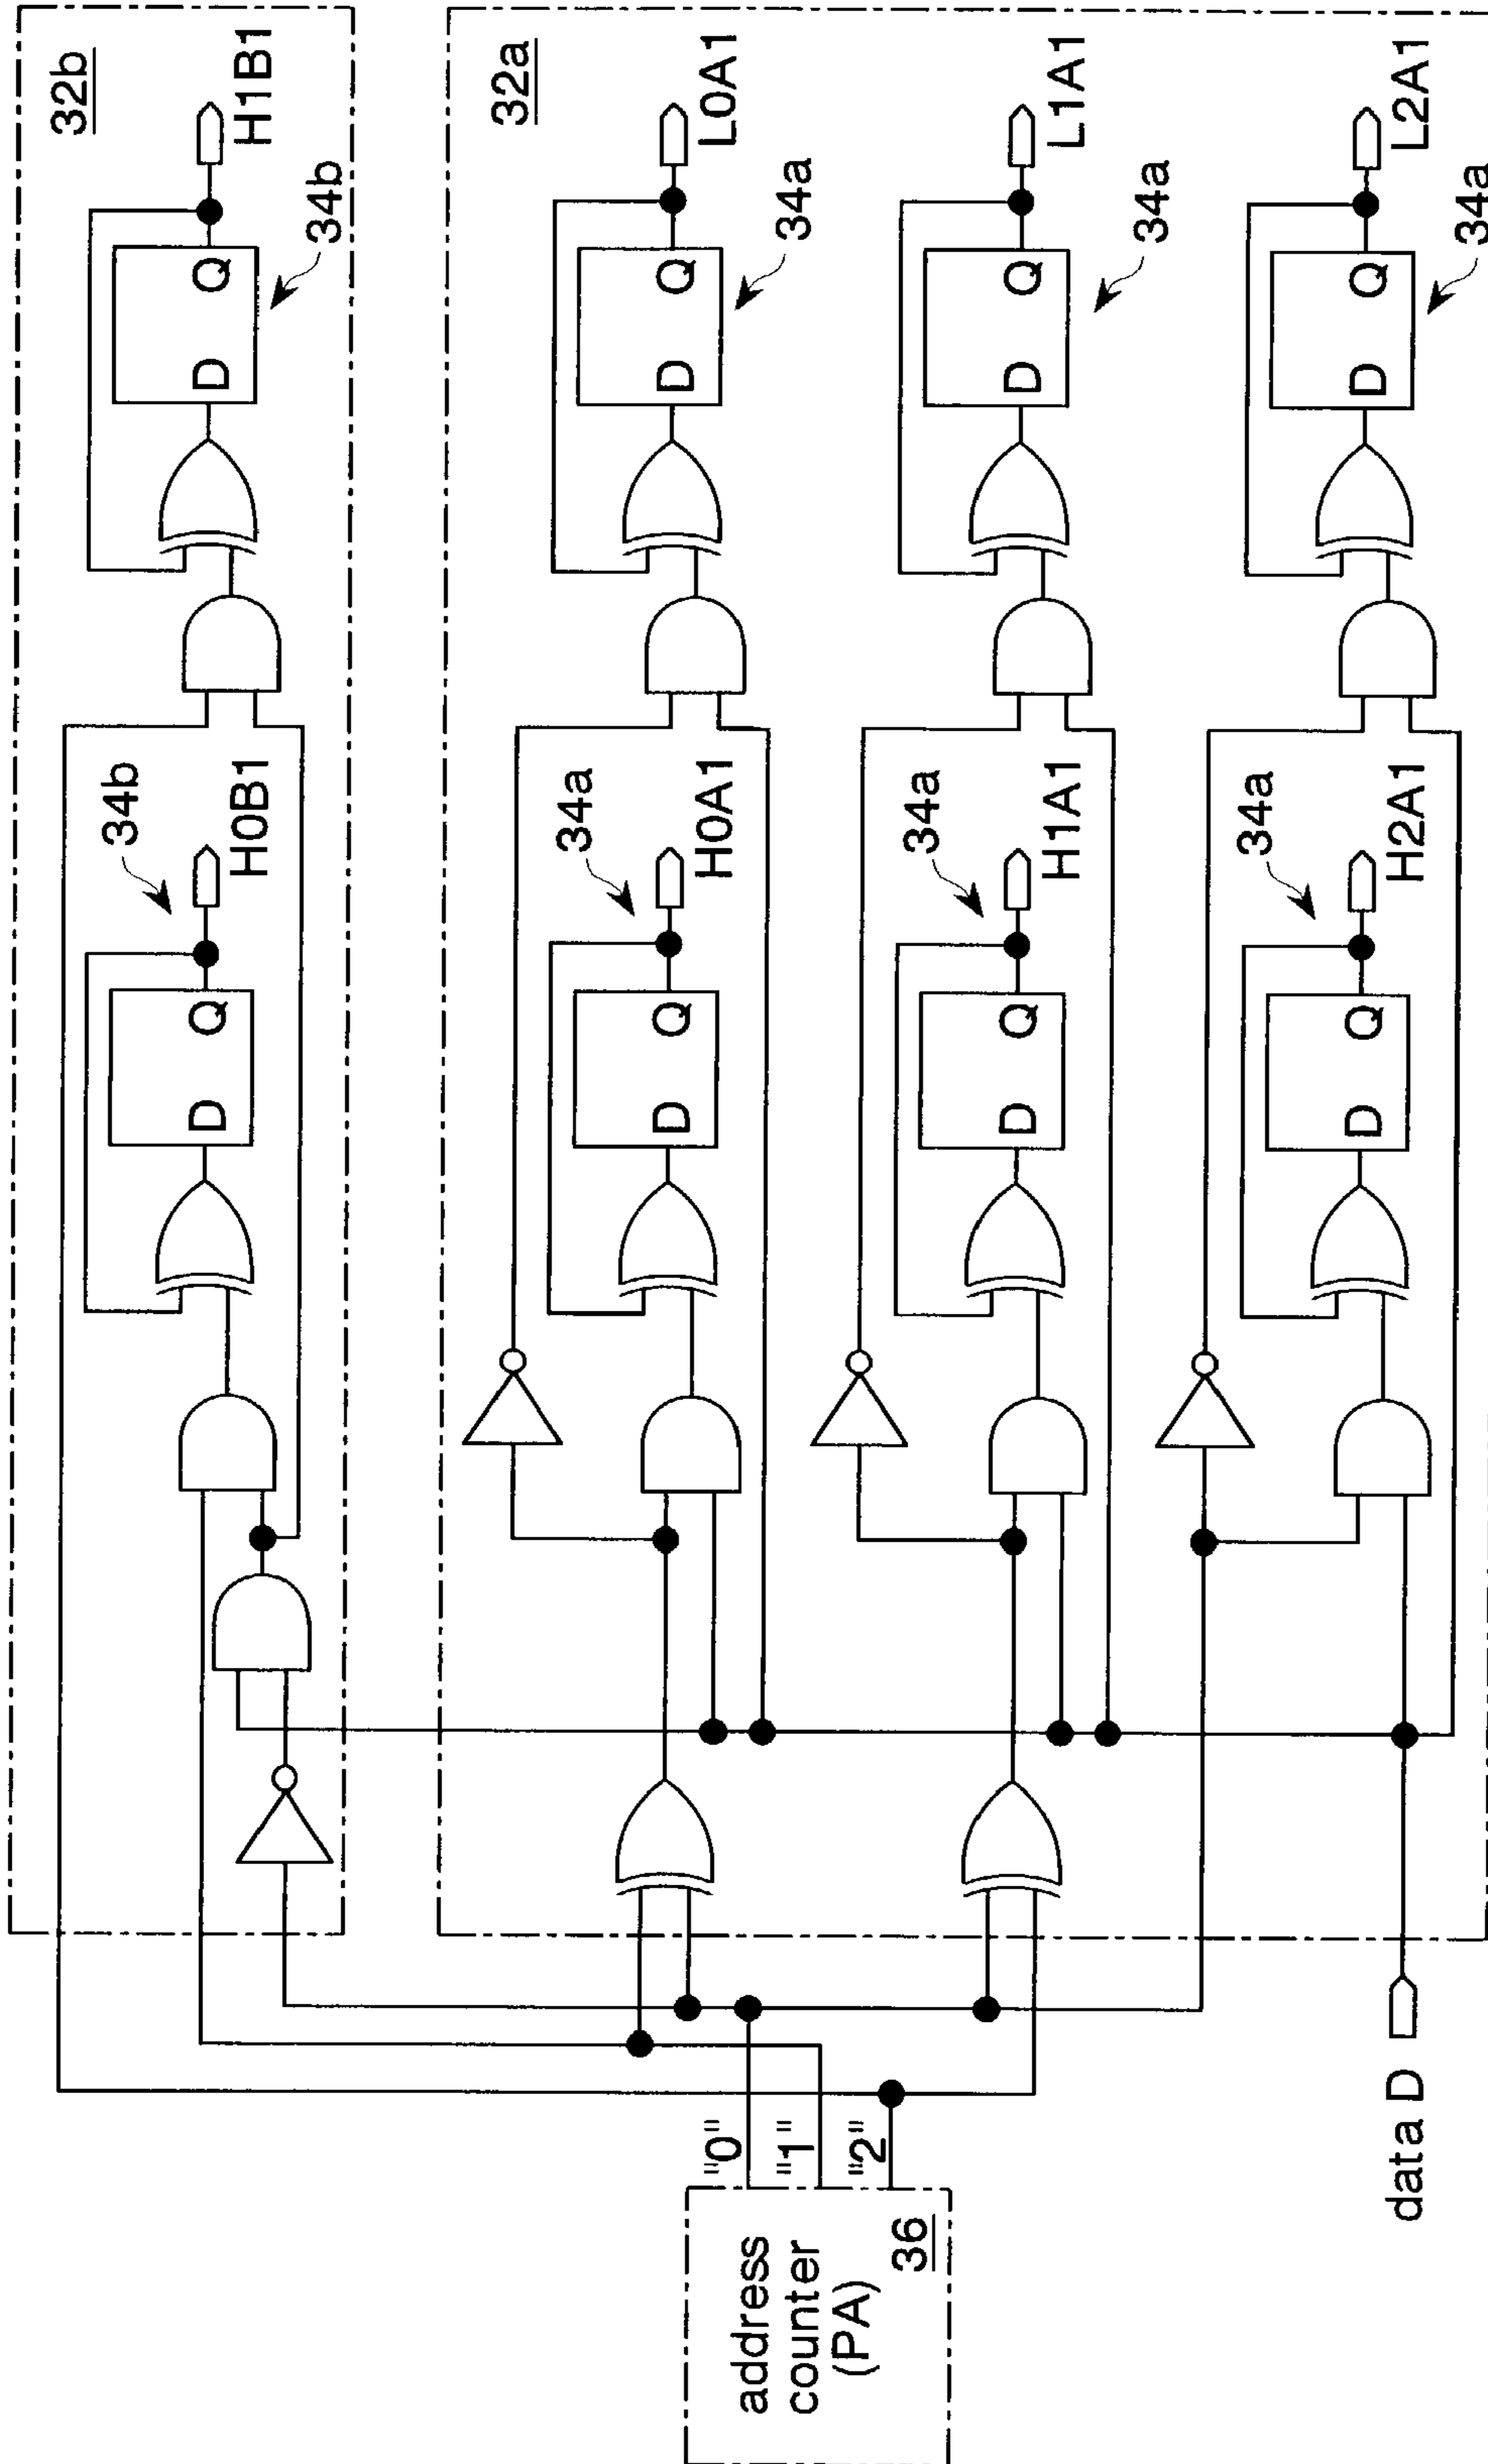 32b
H1B1
34b
D Q
34b
H0B1
D Q
32a
L0A1
34a
D Q
34a
H0A1
D Q
L1A1
34a
D Q
34a
H1A1
D Q
L2A1
34a
D Q
34a
H2A1
D Q
"0"
"1"
"2"
address
counter
(PA)
36
data D